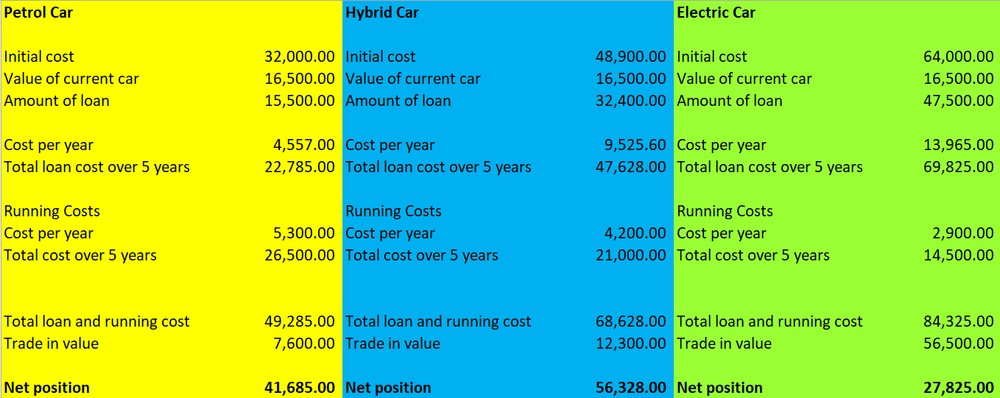 Petrol Car Hybrid Car Electric Car
Initial cost 32,000.00 Initial cost 48,900.00 Initial cost 64,000.00
Value of current car 16,500.00 Value of current car 16,500.00 Value of current car 16,500.00
Amount of loan 15,500.00 Amount of loan 32,400.00 Amount of loan 47,500.00
Cost per year 4,557.00 Cost per year 9,525.60 Cost per year 13,965.00
Total loan cost over 5 years 22,785.00 Total loan cost over 5 years 47,628.00 Total loan cost over 5 years 69,825.00
Running Costs Running Costs Running Costs
Cost per year 5,300.00 Cost per year 4,200.00 Cost per year 2,900.00
Total cost over 5 years 26,500.00 Total cost over 5 years 21,000.00 Total cost over 5 years 14,500.00
Total loan and running cost 49,285.00 Total loan and running cost 68,628.00 Total loan and running cost 84,325.00
Trade in value 7,600.00 Trade in value 12,300.00 Trade in value 56,500.00
Net position 41,685.00 Net position 56,328.00 Net position 27,825.00